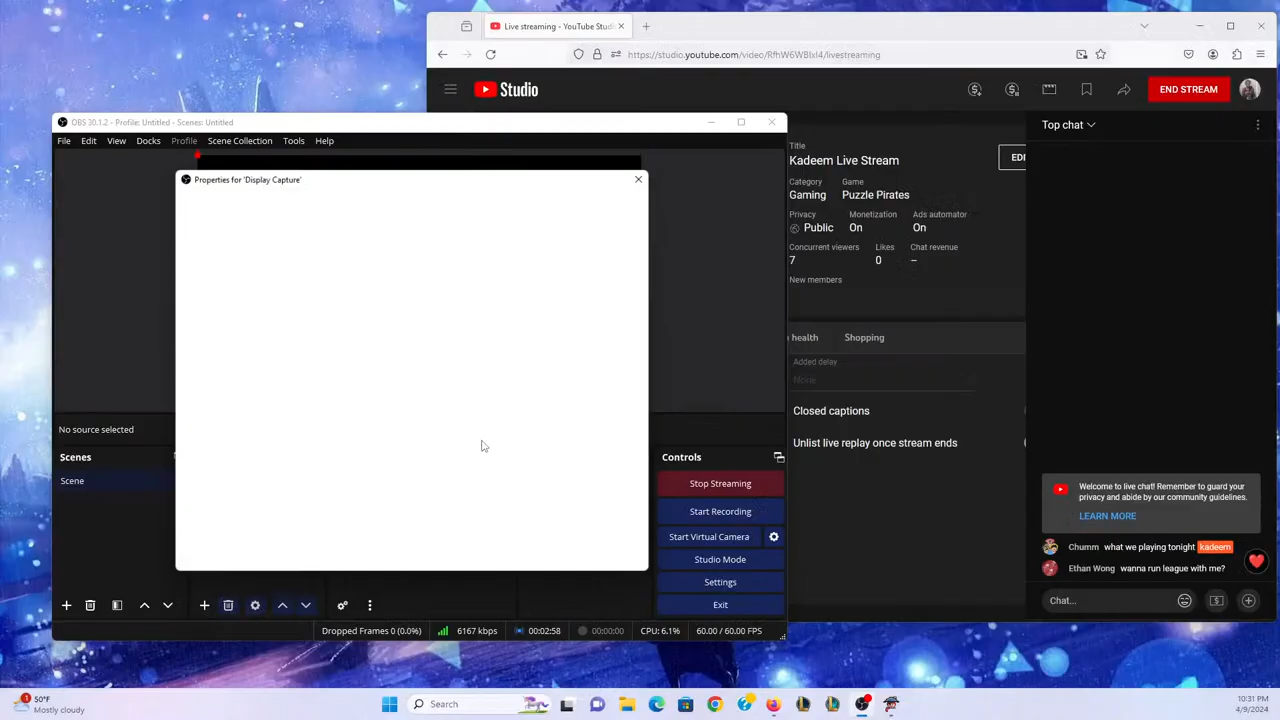 Live streaming - YouTube Stud
https://studio.youtube.com/video/RfhW6WBlxI4/livestreaming
Studio
END STREAM
OBS 30.1.2 - Profile: Untitled - Scenes: Untitled
File Edit View Docks Profile Scene Collection Tools Help
Properties for 'Display Capture'
Title
Kadeem Live Stream
EDI
Category Game
Gaming Puzzle Pirates
Privacy Monetization Ads automator
Public On On
Concurrent viewers Likes Chat revenue
7 0 –
New members
health Shopping
Added delay
None
Closed captions
Unlist live replay once stream ends
Top chat
Welcome to live chat! Remember to guard your
privacy and abide by our community guidelines.
LEARN MORE
Chumm what we playing tonight kadeem
Ethan Wong wanna run league with me?
Chat...
No source selected
Scenes
Scene
Controls
Stop Streaming
Start Recording
Start Virtual Camera
Studio Mode
Settings
Exit
Dropped Frames 0 (0.0%) 6167 kbps 00:02:58 00:00:00 CPU: 6.1% 60.00 / 60.00 FPS
1
50°F
Mostly cloudy
Search
10:31 PM
4/9/2024